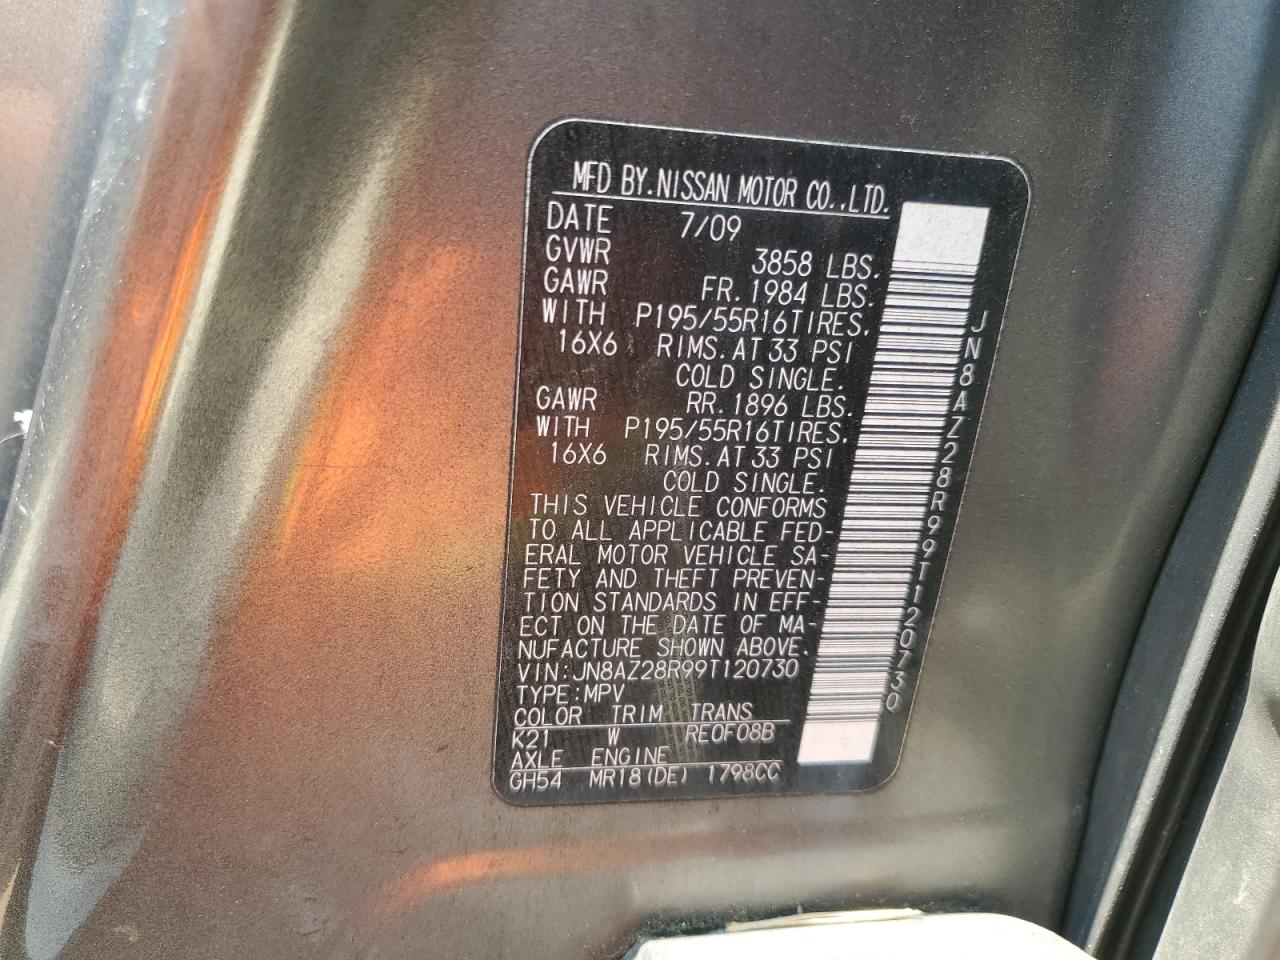 MFD BY.NISSAN MOTOR CO.,LTD.
DATE 7/09
GVWR 3858 LBS.
GAWR FR.1984 LBS.
WITH P195/55R16TIRES.
16X6 RIMS.AT 33 PSI
COLD SINGLE.
GAWR RR.1896 LBS.
WITH P195/55R16TIRES.
16X6 RIMS.AT 33 PSI
COLD SINGLE.
THIS VEHICLE CONFORMS
TO ALL APPLICABLE FED-
ERAL MOTOR VEHICLE SA-
FETY AND THEFT PREVEN-
TION STANDARDS IN EFF-
ECT ON THE DATE OF MA-
NUFACTURE SHOWN ABOVE.
VIN:JN8AZ28R99T120730
TYPE:MPV
COLOR TRIM TRANS
K21 W RE0F08B
AXLE ENGINE
GH54 MR18(DE) 1798CC
JN8AZ28R99T120730